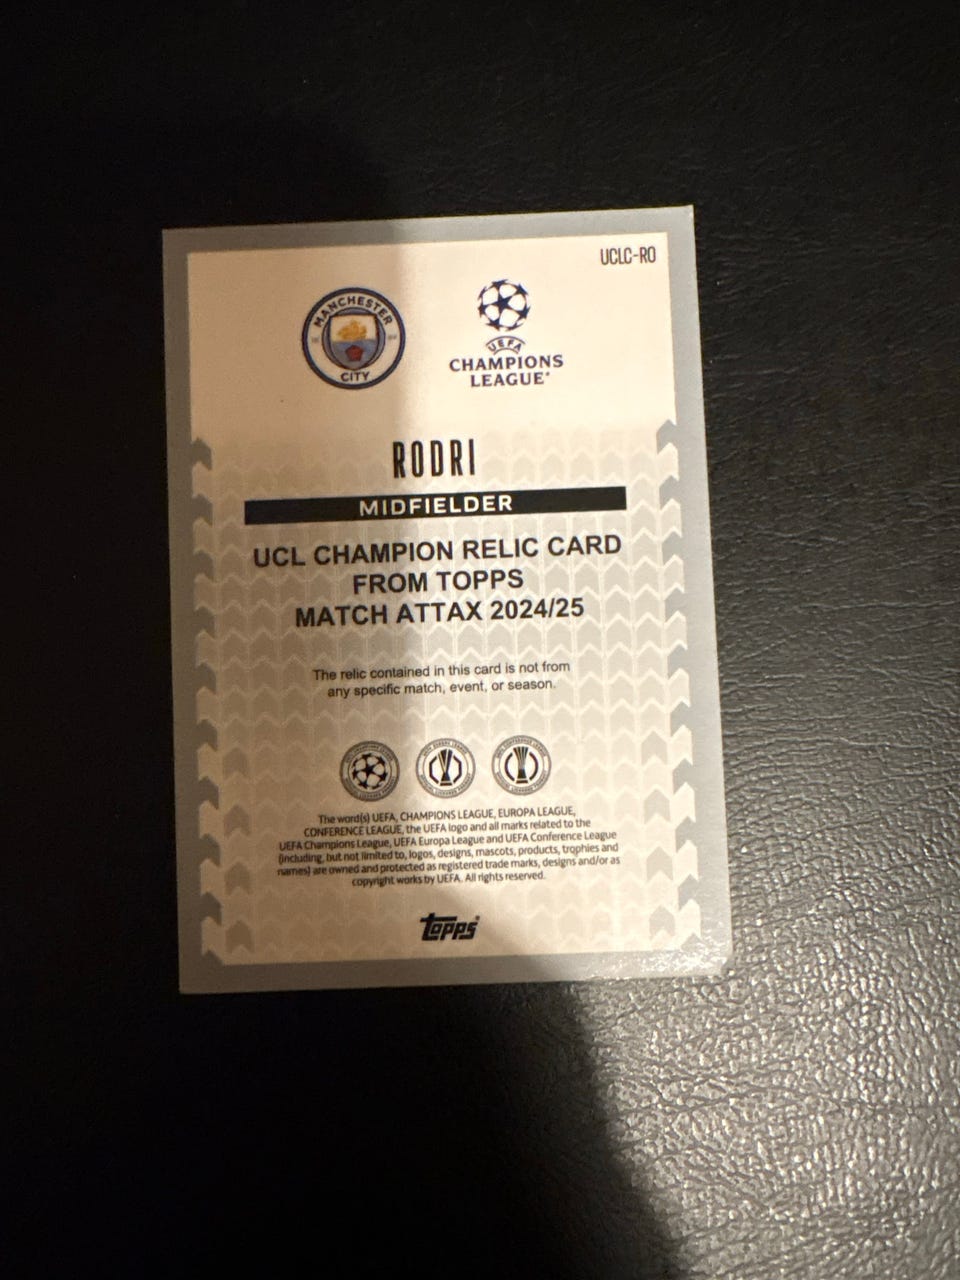 UCLC-RO
MANCHESTER
CITY
UEFA
CHAMPIONS
LEAGUE®
RODRI
MIDFIELDER
UCL CHAMPION RELIC CARD
FROM TOPPS
MATCH ATTAX 2024/25
The relic contained in this card is not from
any specific match, event, or season.
The word(s) UEFA, CHAMPIONS LEAGUE, EUROPA LEAGUE,
CONFERENCE LEAGUE, the UEFA logo and all marks related to the
UEFA Champions League, UEFA Europa League and UEFA Conference League
(including, but not limited to, logos, designs, mascots, products, trophies and
names) are owned and protected as registered trade marks, designs and/or as
copyright works by UEFA. All rights reserved.
topps®